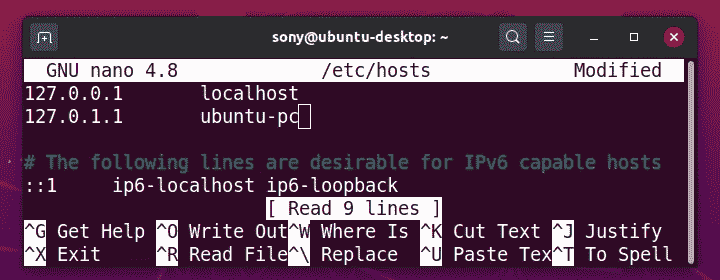 sony@ubuntu-desktop: ~
GNU nano 4.8 /etc/hosts Modified
127.0.0.1 localhost
127.0.1.1 ubuntu-pc
# The following lines are desirable for IPv6 capable hosts
::1 ip6-localhost ip6-loopback
[ Read 9 lines ]
^G Get Help ^O Write Out ^W Where Is ^K Cut Text ^J Justify
^X Exit ^R Read File ^\ Replace ^U Paste Tex ^T To Spell